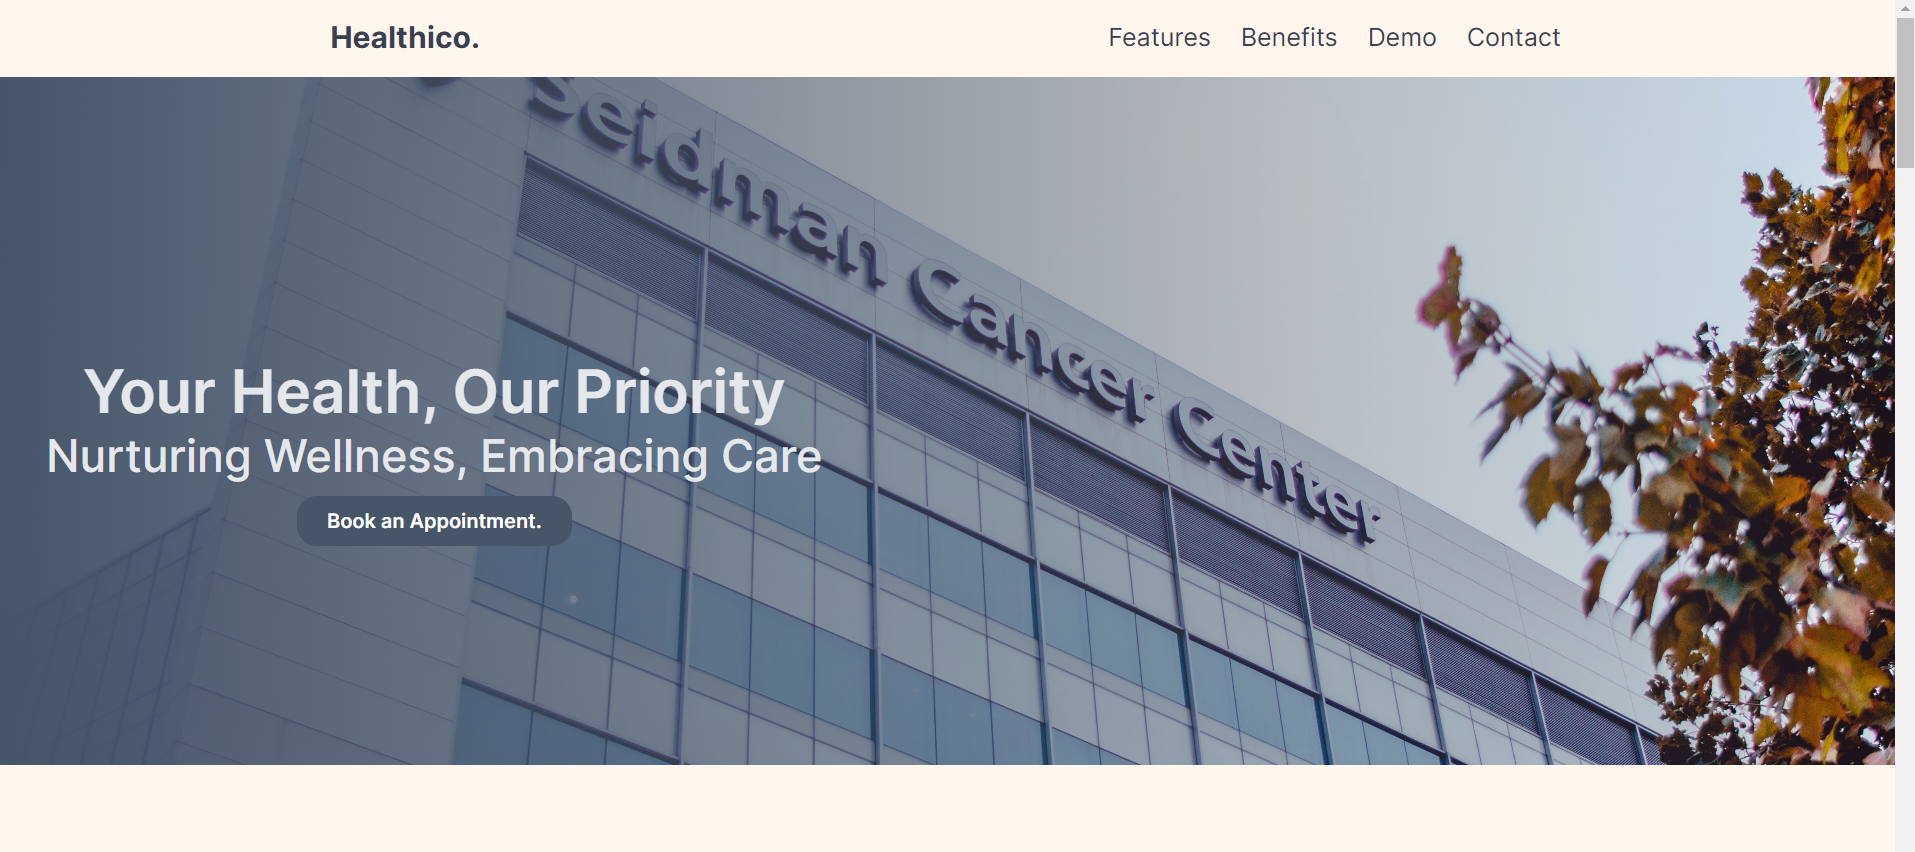 Healthico.
Features Benefits Demo Contact
Seidman Cancer Center
Your Health, Our Priority
Nurturing Wellness, Embracing Care
Book an Appointment.